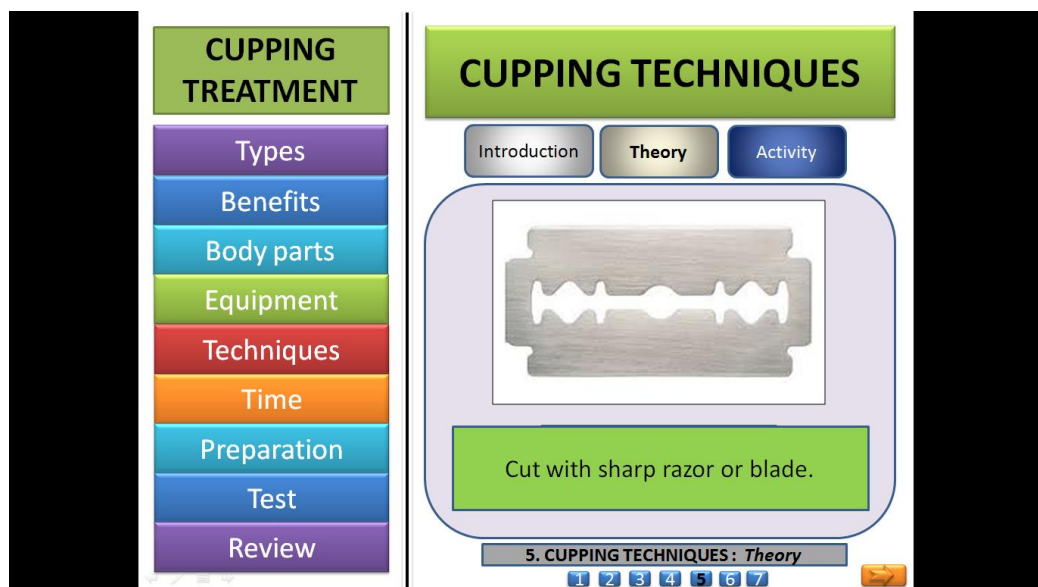 CUPPING
TREATMENT
Types
Benefits
Body parts
Equipment
Techniques
Time
Preparation
Test
Review
CUPPING TECHNIQUES
Introduction
Theory
Activity
Cut with sharp razor or blade.
5. CUPPING TECHNIQUES : Theory
1 2 3 4 5 6 7